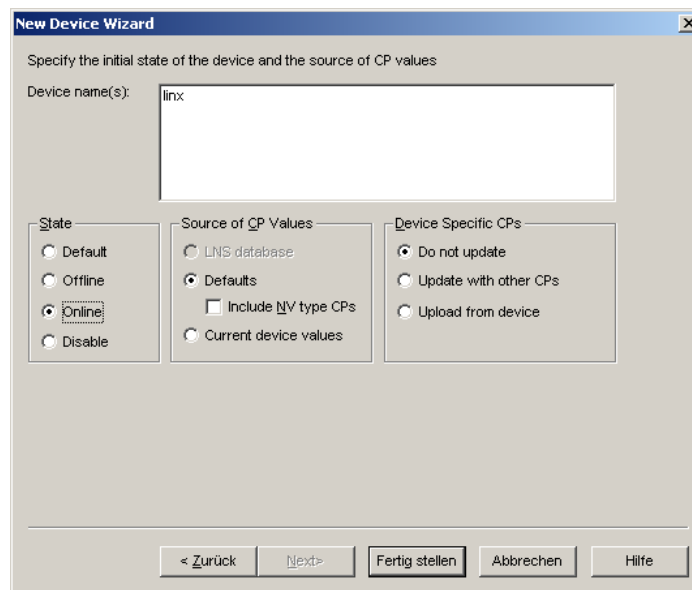 New Device Wizard
Specify the initial state of the device and the source of CP values
Device name(s):
linx
State
Default
Offline
Online
Disable
Source of CP Values
LNS database
Defaults
Include NV type CPs
Current device values
Device Specific CPs
Do not update
Update with other CPs
Upload from device
< Zurück
Next>
Fertig stellen
Abbrechen
Hilfe